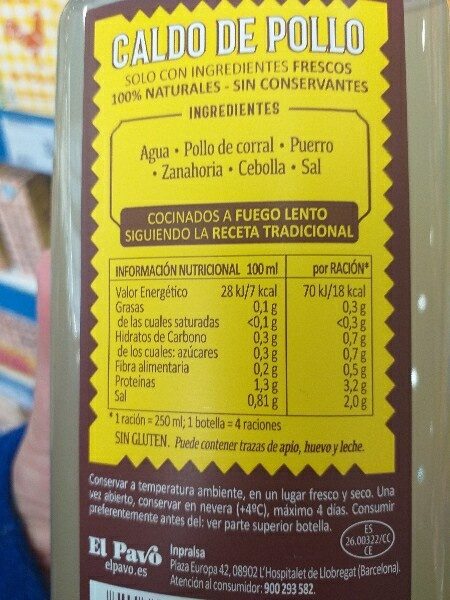 CALDO DE POLLO
SOLO CON INGREDIENTES FRESCOS
100% NATURALES - SIN CONSERVANTES
INGREDIENTES
Agua • Pollo de corral • Puerro
• Zanahoria • Cebolla • Sal
COCINADOS A FUEGO LENTO
SIGUIENDO LA RECETA TRADICIONAL
INFORMACIÓN NUTRICIONAL 100 ml por RACIÓN*
Valor Energético 28 kJ/7 kcal 70 kJ/18 kcal
Grasas 0,1 g 0,3 g
de las cuales saturadas <0,1 g <0,3 g
Hidratos de Carbono 0,3 g 0,7 g
de los cuales: azúcares 0,3 g 0,7 g
Fibra alimentaria 0,2 g 0,5 g
Proteínas 1,3 g 3,2 g
Sal 0,81 g 2,0 g
* 1 ración = 250 ml; 1 botella = 4 raciones
SIN GLUTEN. Puede contener trazas de apio, huevo y leche.
Conservar a temperatura ambiente, en un lugar fresco y seco. Una
vez abierto, conservar en nevera (+4ºC), máximo 4 días. Consumir
preferentemente antes del: ver parte superior botella.
ES
26.00322/CC
CE
El Pavo
elpavo.es
Inpralsa
Plaza Europa 42, 08902 L'Hospitalet de Llobregat (Barcelona).
Atención al consumidor: 900 293 582.